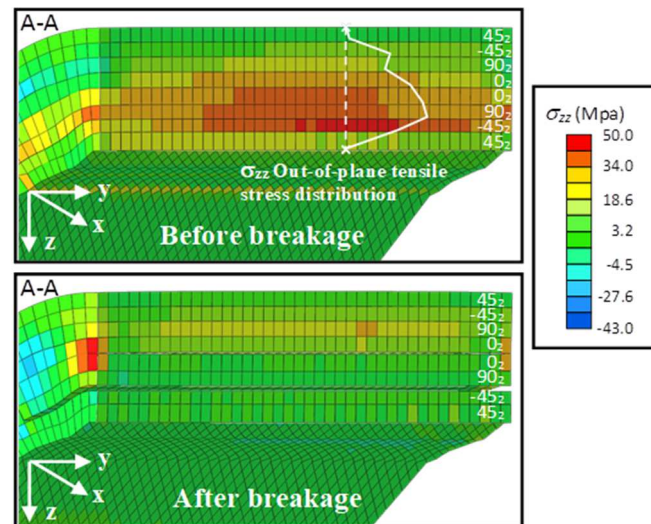 A-A
45₂
-45₂
90₂
0₂
0₂
90₂
-45₂
45₂
σzz Out-of-plane tensile
stress distribution
y
x
z
Before breakage
σzz (Mpa)
50.0
34.0
18.6
3.2
-4.5
-27.6
-43.0
A-A
45₂
-45₂
90₂
0₂
0₂
90₂
-45₂
45₂
y
x
z
After breakage